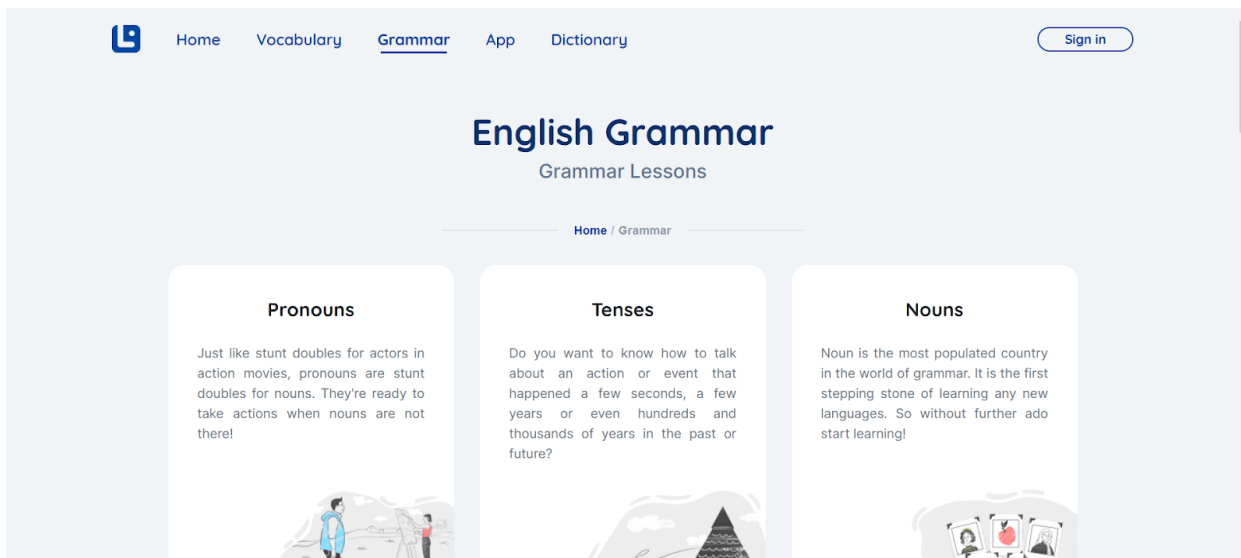 Home Vocabulary Grammar App Dictionary Sign in
English Grammar
Grammar Lessons
Home / Grammar
Pronouns
Just like stunt doubles for actors in
action movies, pronouns are stunt
doubles for nouns. They're ready to
take actions when nouns are not
there!
Tenses
Do you want to know how to talk
about an action or event that
happened a few seconds, a few
years or even hundreds and
thousands of years in the past or
future?
Nouns
Noun is the most populated country
in the world of grammar. It is the first
stepping stone of learning any new
languages. So without further ado
start learning!